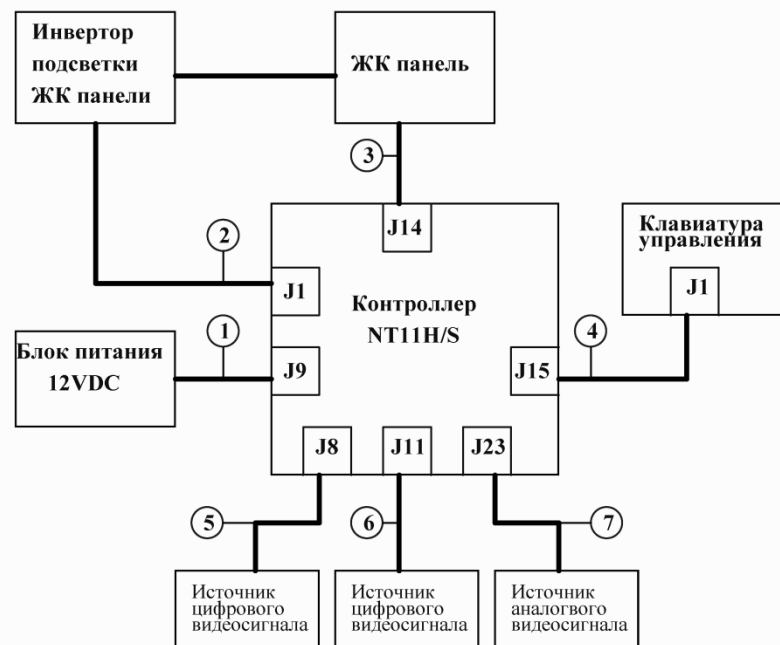 Инвертор
подсветки
ЖК панели
ЖК панель
3
J14
2
J1
Контроллер
NT11H/S
Клавиатура
управления
J1
1
Блок питания
12VDC
J9
J15
4
J8
J11
J23
5
6
7
Источник
цифрового
видеосигнала
Источник
цифрового
видеосигнала
Источник
аналогвого
видеосигнала